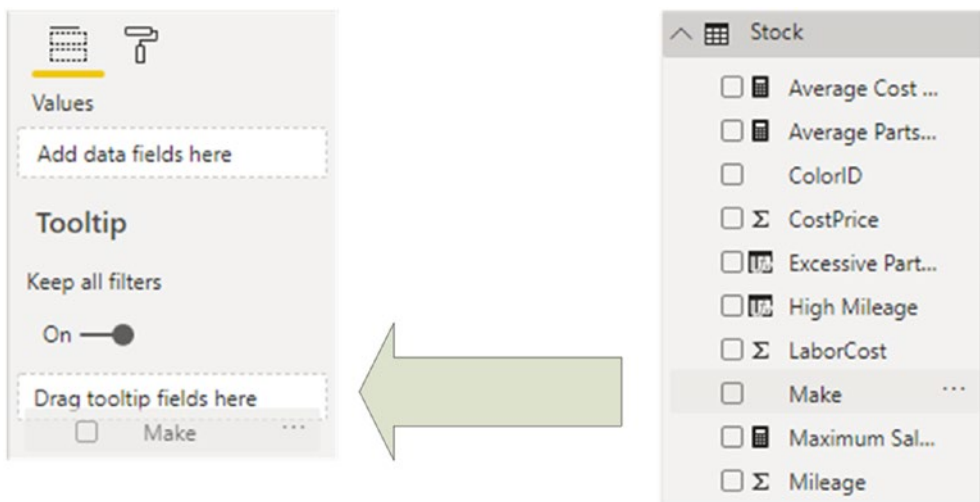 Values
Add data fields here
Tooltip
Keep all filters
On
Drag tooltip fields here
Make ...
Stock
Average Cost ...
Average Parts...
ColorID
Σ CostPrice
Excessive Part...
High Mileage
Σ LaborCost
Make ...
Maximum Sal...
Σ Mileage